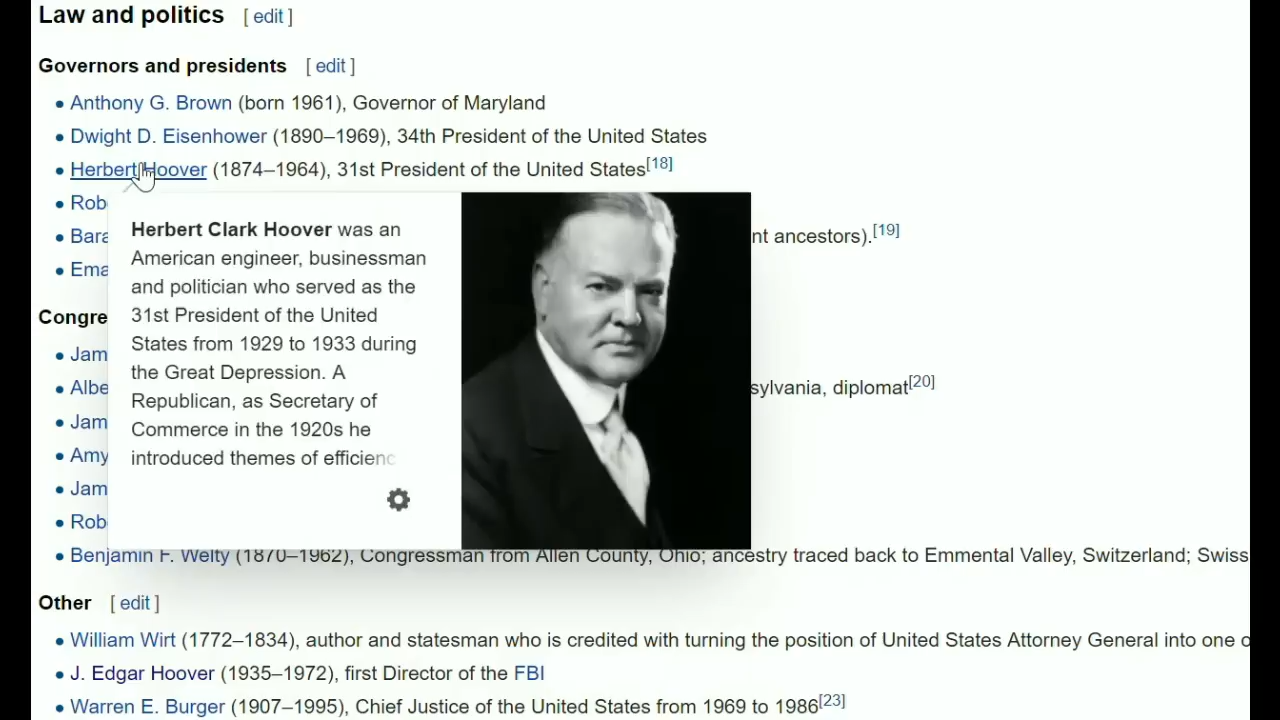 Law and politics [ edit ]
Governors and presidents [ edit ]
Anthony G. Brown (born 1961), Governor of Maryland
Dwight D. Eisenhower (1890–1969), 34th President of the United States
Herbert Hoover (1874–1964), 31st President of the United States[18]
Rob
Bara nt ancestors).[19]
Ema
Herbert Clark Hoover was an
American engineer, businessman
and politician who served as the
31st President of the United
States from 1929 to 1933 during
the Great Depression. A
Republican, as Secretary of
Commerce in the 1920s he
introduced themes of efficienc
Congre
Jam
Albe sylvania, diplomat[20]
Jam
Amy
Jam
Rob
Benjamin F. Welty (1870–1962), Congressman from Allen County, Ohio; ancestry traced back to Emmental Valley, Switzerland; Swiss
Other [ edit ]
William Wirt (1772–1834), author and statesman who is credited with turning the position of United States Attorney General into one o
J. Edgar Hoover (1935–1972), first Director of the FBI
Warren E. Burger (1907–1995), Chief Justice of the United States from 1969 to 1986[23]